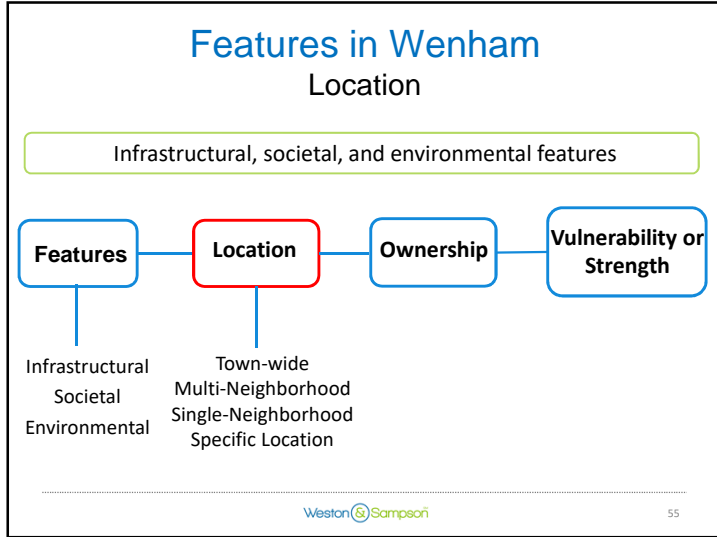 Features in Wenham
Location
Infrastructural, societal, and environmental features
Features
Location
Ownership
Vulnerability or
Strength
Infrastructural
Societal
Environmental
Town-wide
Multi-Neighborhood
Single-Neighborhood
Specific Location
Weston & Sampson
55